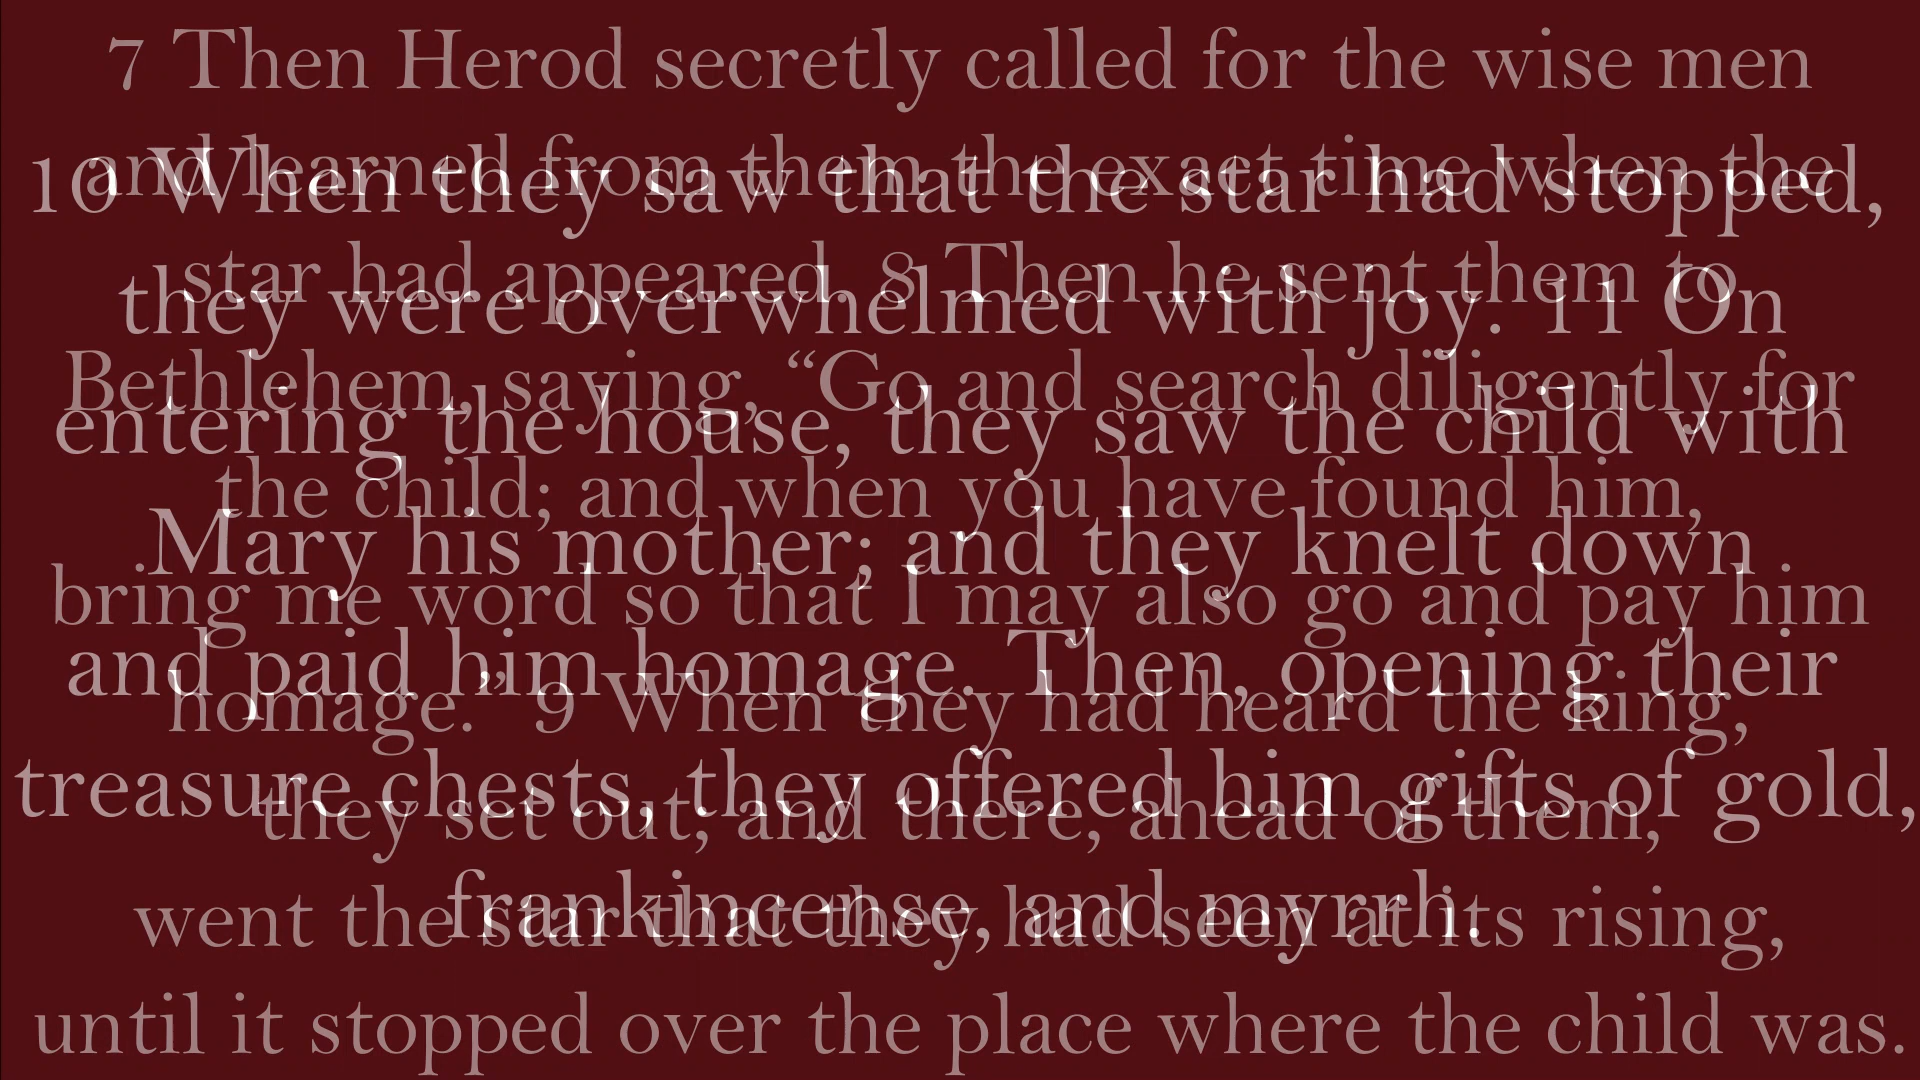 7 Then Herod secretly called for the wise men
and learned from them the exact time when the
star had appeared. 8 Then he sent them to
Bethlehem, saying, “Go and search diligently for
the child; and when you have found him,
bring me word so that I may also go and pay him
homage.” 9 When they had heard the king,
they set out; and there, ahead of them,
went the star that they had seen at its rising,
until it stopped over the place where the child was.
10 When they saw that the star had stopped,
they were overwhelmed with joy. 11 On
entering the house, they saw the child with
Mary his mother; and they knelt down
and paid him homage. Then, opening their
treasure chests, they offered him gifts of gold,
frankincense, and myrrh.